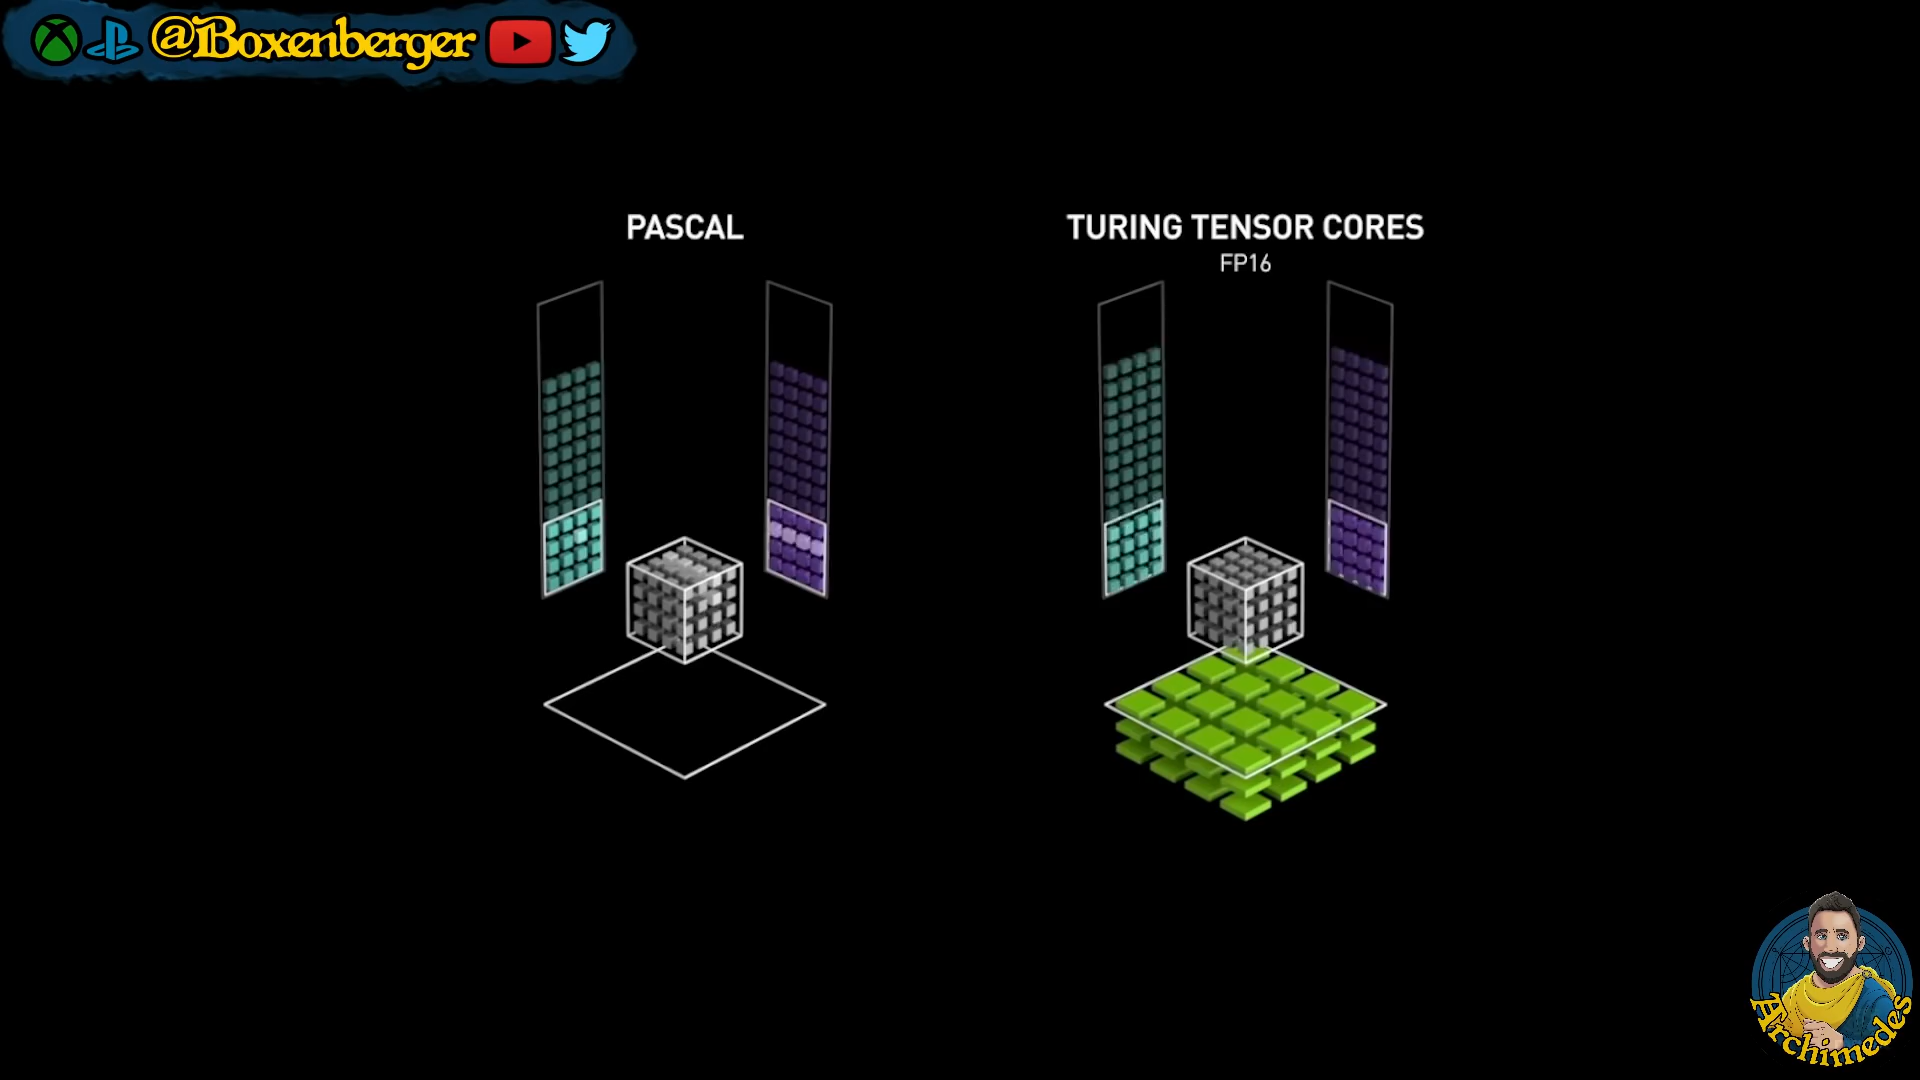 @Boxenberger
PASCAL
TURING TENSOR CORES
FP16
Archimedes